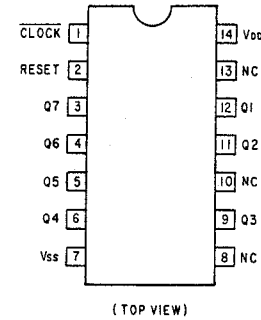 CLOCK 1 14 VDD
RESET 2 13 NC
Q7 3 12 Q1
Q6 4 11 Q2
Q5 5 10 NC
Q4 6 9 Q3
VSS 7 8 NC
(TOP VIEW)